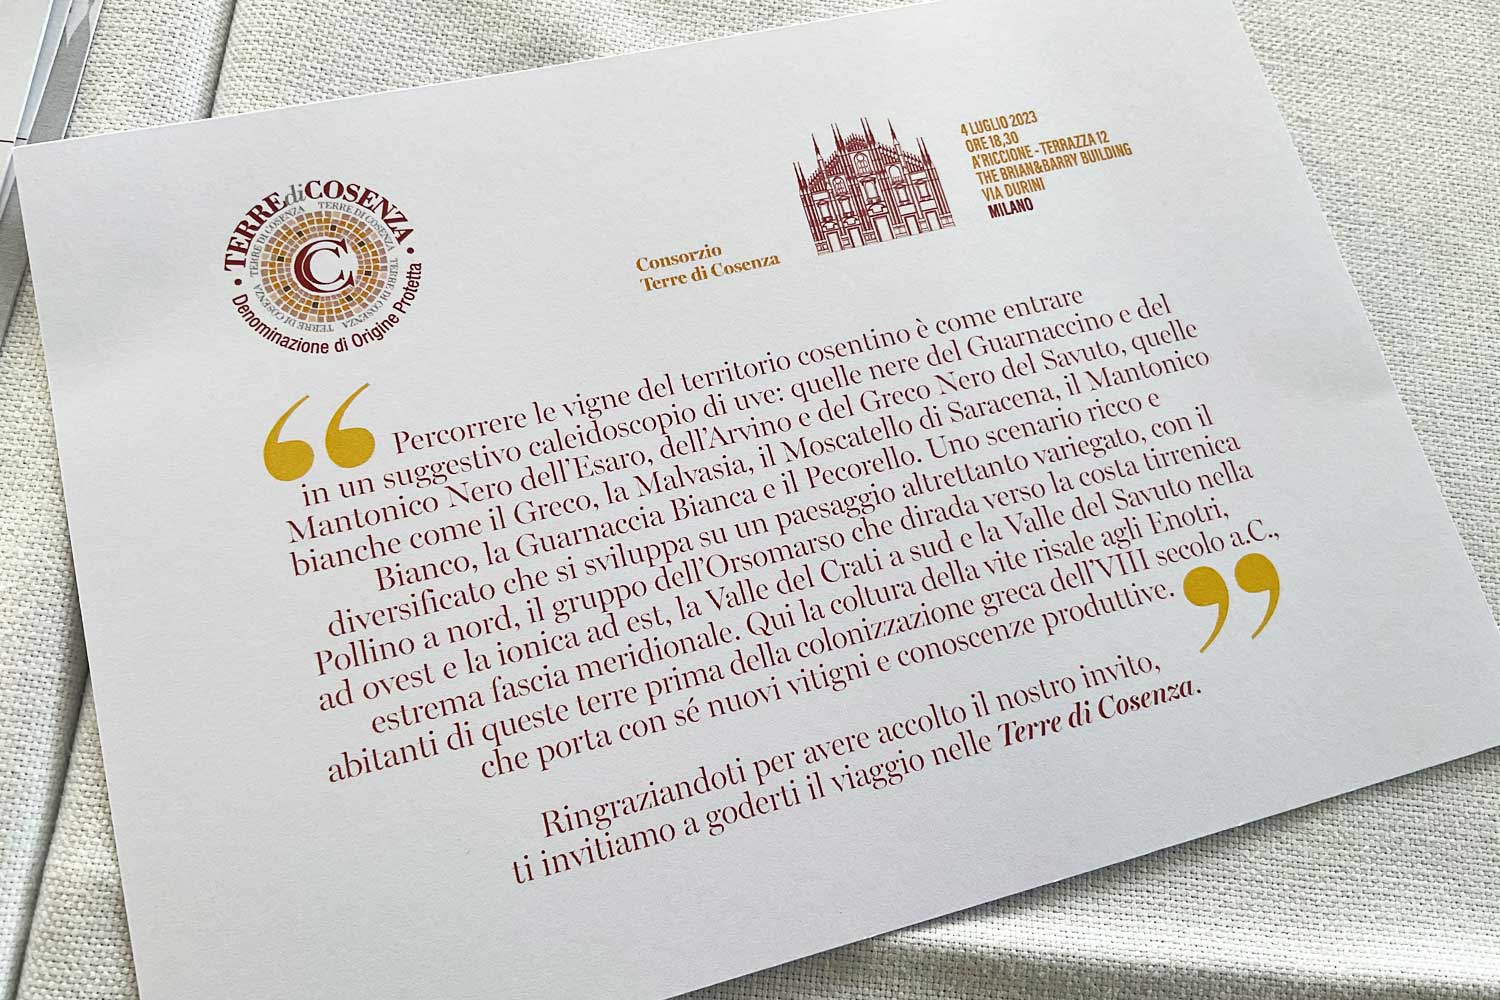 TERRE di COSENZA
TERRE DI COSENZA TERRE DI COSENZA TERRE DI COSENZA TERRE DI COSENZA TERRE DI COSENZA
C
• Denominazione di Origine Protetta •
Consorzio
Terre di Cosenza
4 LUGLIO 2023
ORE 18,30
A'RICCIONE - TERRAZZA 12
THE BRIAN&BARRY BUILDING
VIA DURINI
MILANO
“ Percorrere le vigne del territorio cosentino è come entrare
in un suggestivo caleidoscopio di uve: quelle nere del Guarnaccino e del
Mantonico Nero dell'Esaro, dell'Arvino e del Greco Nero del Savuto, quelle
bianche come il Greco, la Malvasia, il Moscatello di Saracena, il Mantonico
Bianco, la Guarnaccia Bianca e il Pecorello. Uno scenario ricco e
diversificato che si sviluppa su un paesaggio altrettanto variegato, con il
Pollino a nord, il gruppo dell'Orsomarso che dirada verso la costa tirrenica
ad ovest e la ionica ad est, la Valle del Crati a sud e la Valle del Savuto nella
estrema fascia meridionale. Qui la coltura della vite risale agli Enotri,
abitanti di queste terre prima della colonizzazione greca dell'VIII secolo a.C.,
che porta con sé nuovi vitigni e conoscenze produttive. ”
Ringraziandoti per avere accolto il nostro invito,
ti invitiamo a goderti il viaggio nelle Terre di Cosenza.